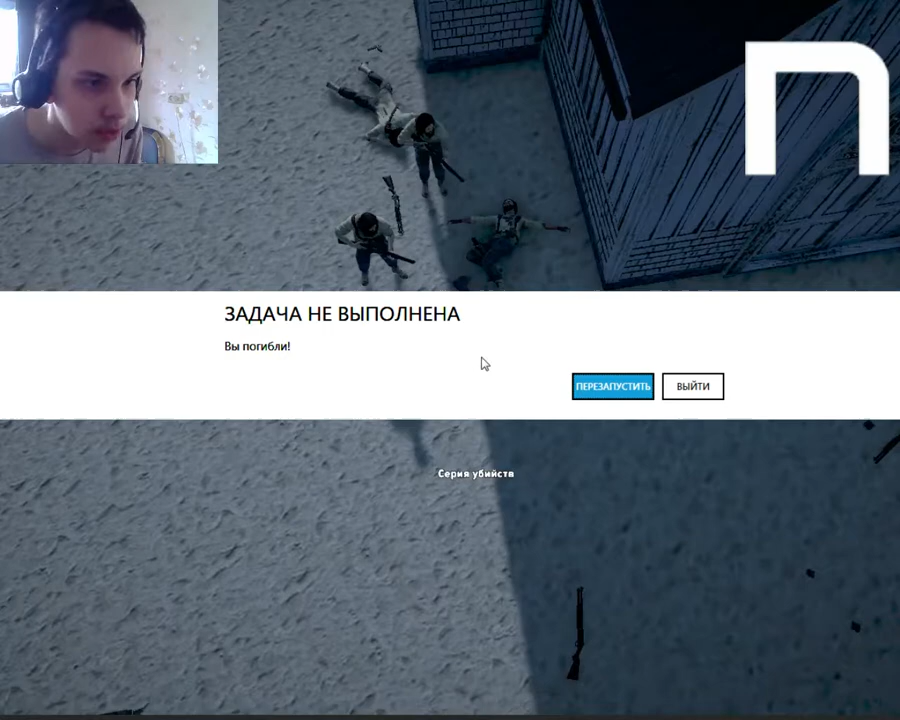 П
ЗАДАЧА НЕ ВЫПОЛНЕНА
Вы погибли!
ПЕРЕЗАПУСТИТЬ ВЫЙТИ
Серия убийств